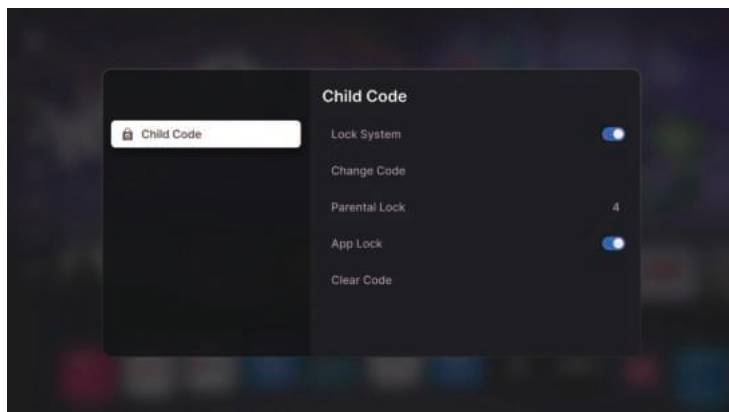 Child Code
Child Code
Lock System
Change Code
Parental Lock 4
App Lock
Clear Code